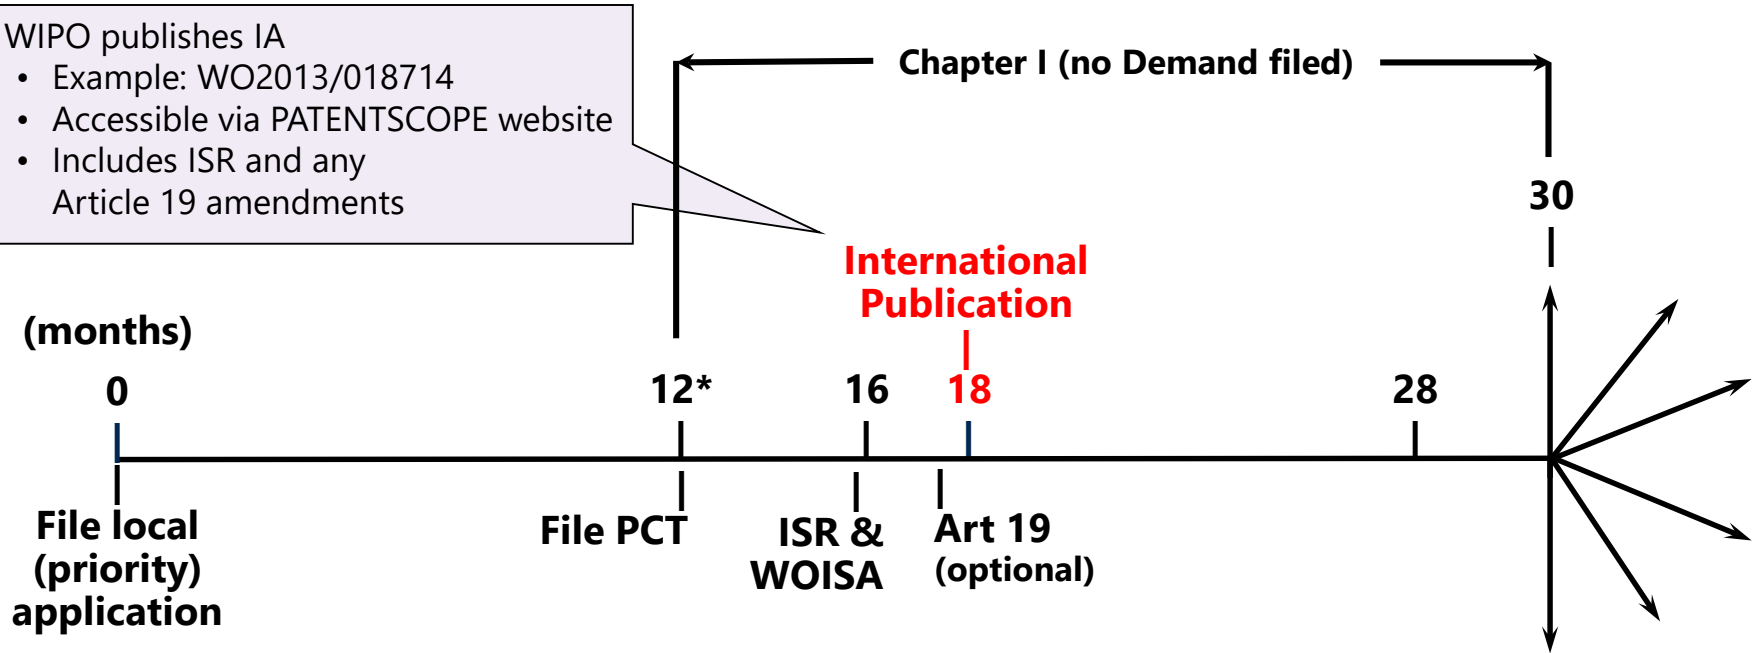 WIPO publishes IA
• Example: WO2013/018714
• Accessible via PATENTSCOPE website
• Includes ISR and any
Article 19 amendments
Chapter I (no Demand filed)
30
International
Publication
(months)
0
12*
16
18
28
File local
(priority)
application
File PCT
ISR &
WOISA
Art 19
(optional)